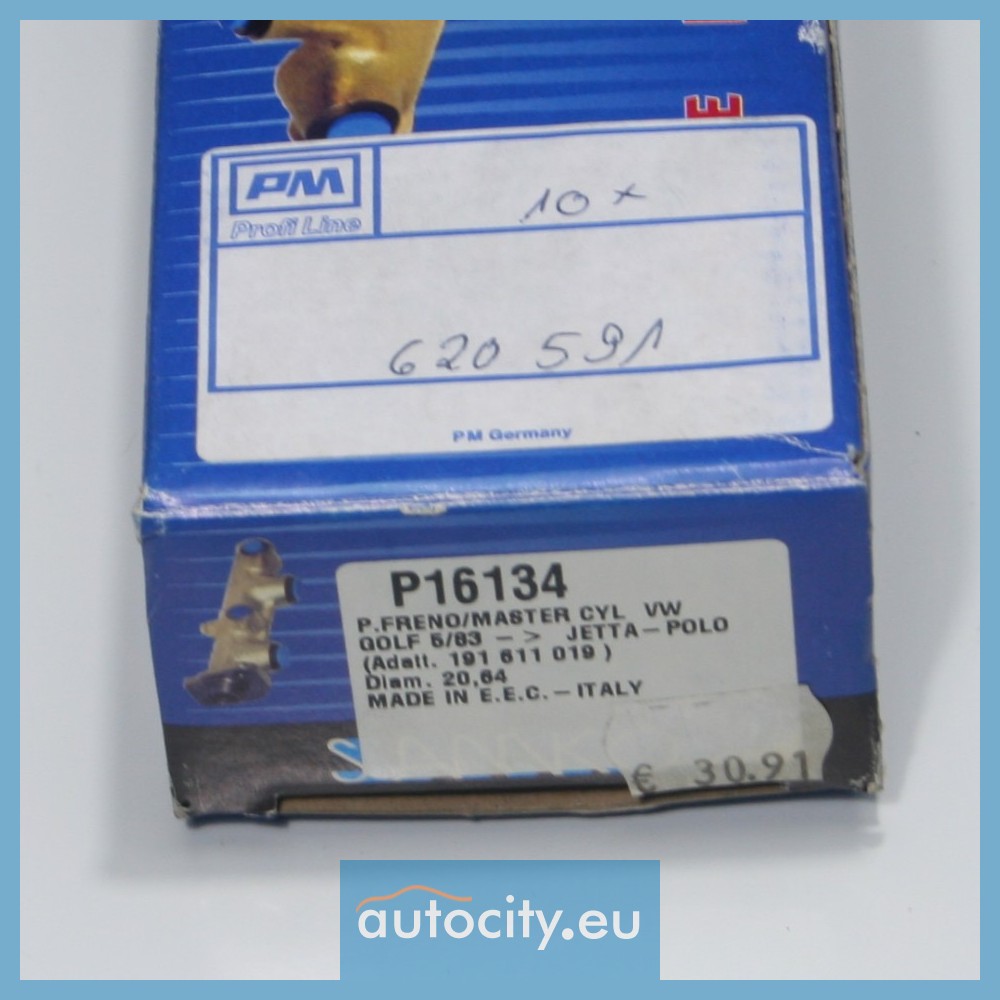 E
PM
Profi Line
10x
620 591
PM Germany
P16134
P.FRENO/MASTER CYL VW
GOLF 5/83 -> JETTA-POLO
(Adatt. 191 611 019)
Diam. 20,64
MADE IN E.E.C.-ITALY
€ 30.91
autocity.eu